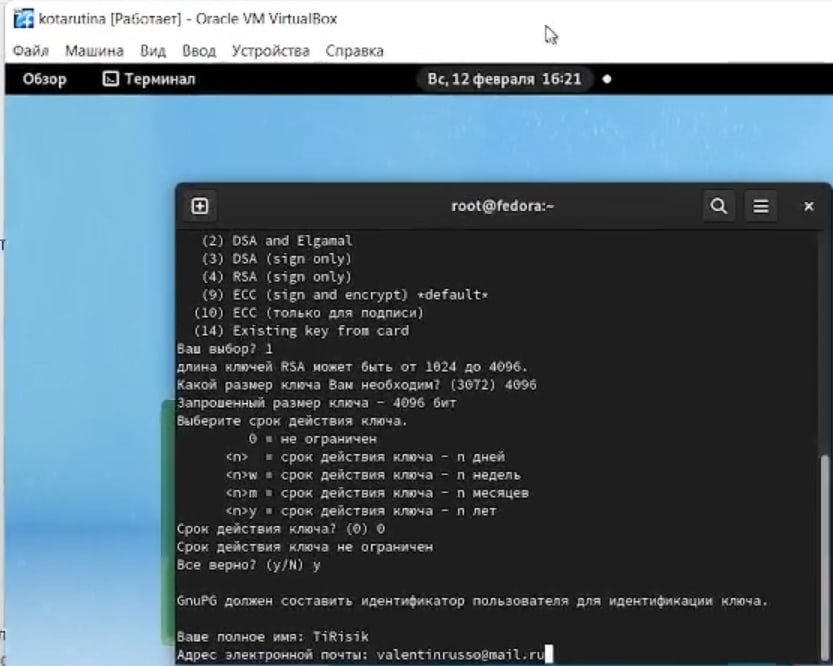 kotarutina [Работает] - Oracle VM VirtualBox
Файл Машина Вид Ввод Устройства Справка
Обзор Терминал Вс, 12 февраля 16:21
root@fedora:~
(2) DSA and Elgamal
(3) DSA (sign only)
(4) RSA (sign only)
(9) ECC (sign and encrypt) *default*
(10) ECC (только для подписи)
(14) Existing key from card
Ваш выбор? 1
длина ключей RSA может быть от 1024 до 4096.
Какой размер ключа Вам необходим? (3072) 4096
Запрошенный размер ключа - 4096 бит
Выберите срок действия ключа.
0 = не ограничен
<n> = срок действия ключа - n дней
<n>w = срок действия ключа - n недель
<n>m = срок действия ключа - n месяцев
<n>y = срок действия ключа - n лет
Срок действия ключа? (0) 0
Срок действия ключа не ограничен
Все верно? (y/N) y
GnuPG должен составить идентификатор пользователя для идентификации ключа.
Ваше полное имя: TiRisik
Адрес электронной почты: valentinrusso@mail.ru